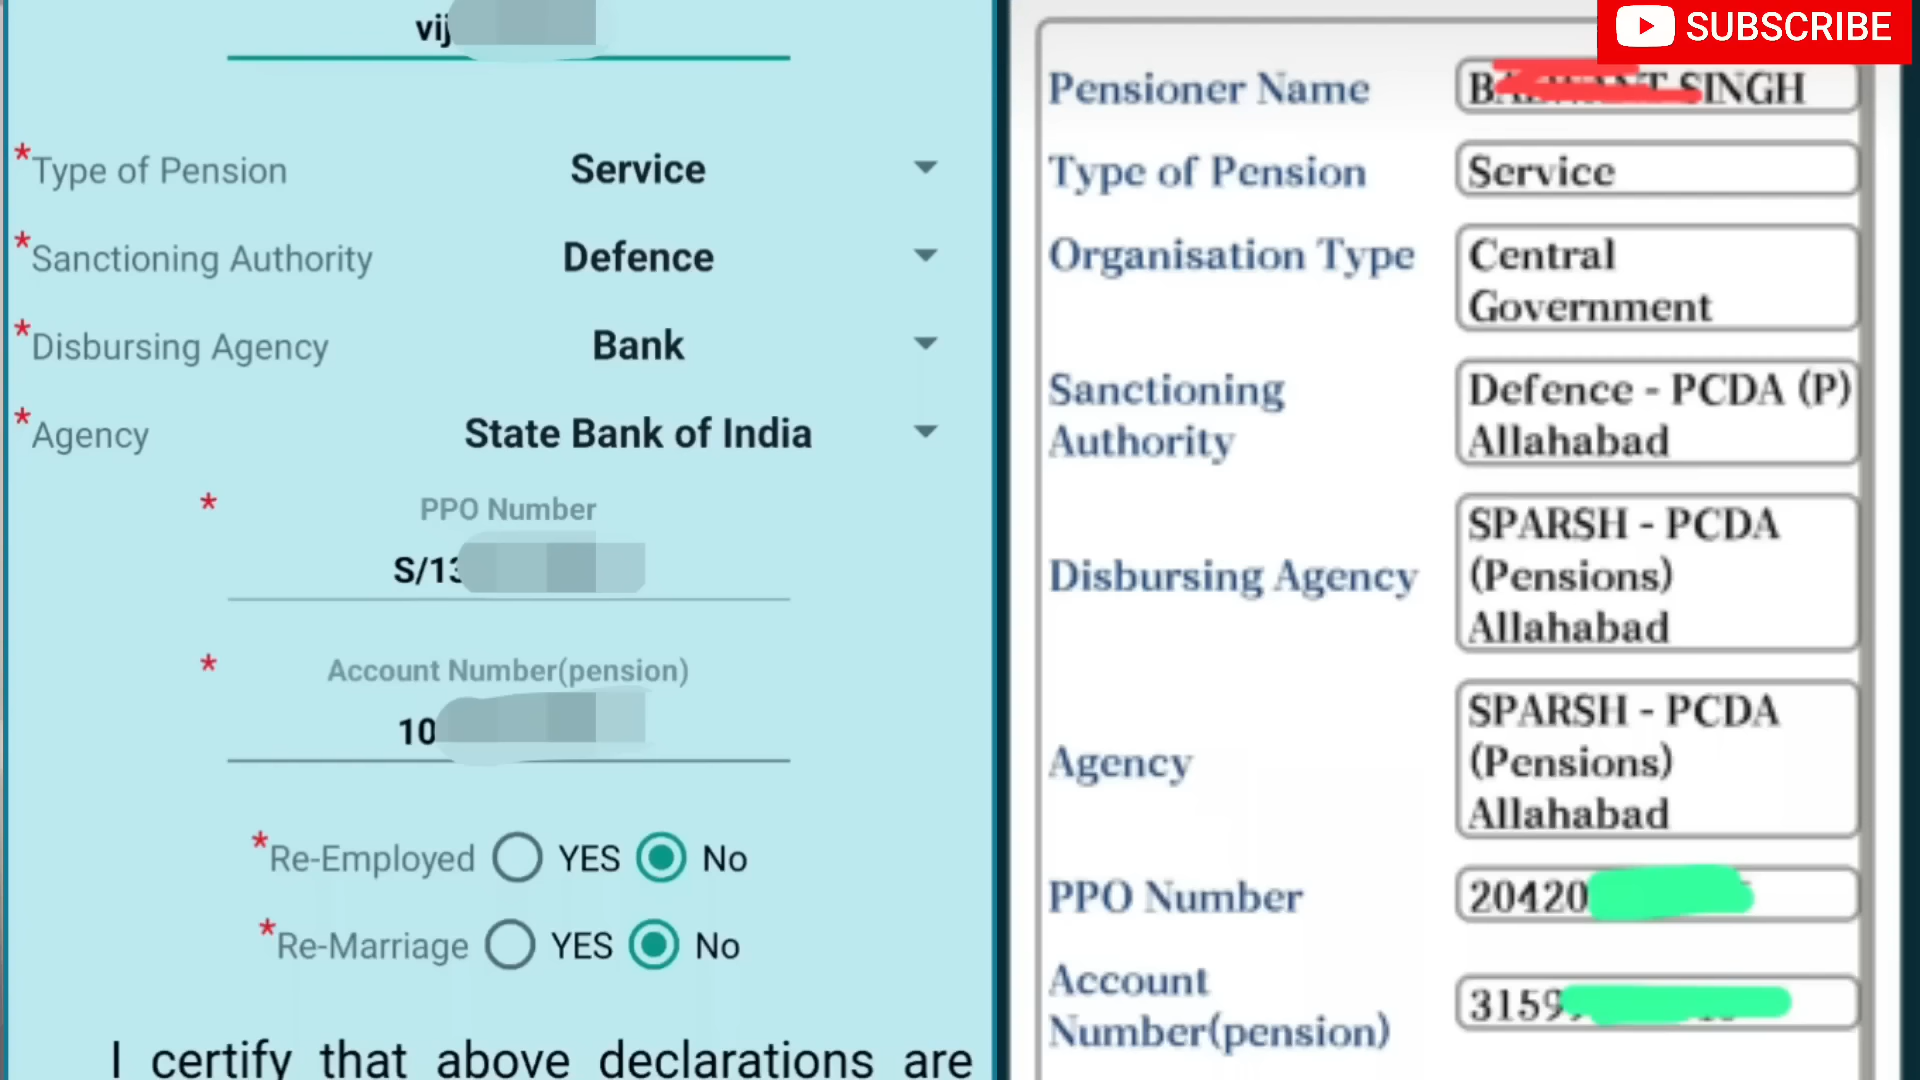 vij
*Type of Pension Service
*Sanctioning Authority Defence
*Disbursing Agency Bank
*Agency State Bank of India
* PPO Number
S/13
* Account Number(pension)
10
*Re-Employed YES No
*Re-Marriage YES No
I certify that above declarations are
SUBSCRIBE
Pensioner Name SINGH
Type of Pension Service
Organisation Type Central
Government
Sanctioning Defence - PCDA (P)
Authority Allahabad
SPARSH - PCDA
Disbursing Agency (Pensions)
Allahabad
SPARSH - PCDA
Agency (Pensions)
Allahabad
PPO Number 20420
Account
3159
Number(pension)